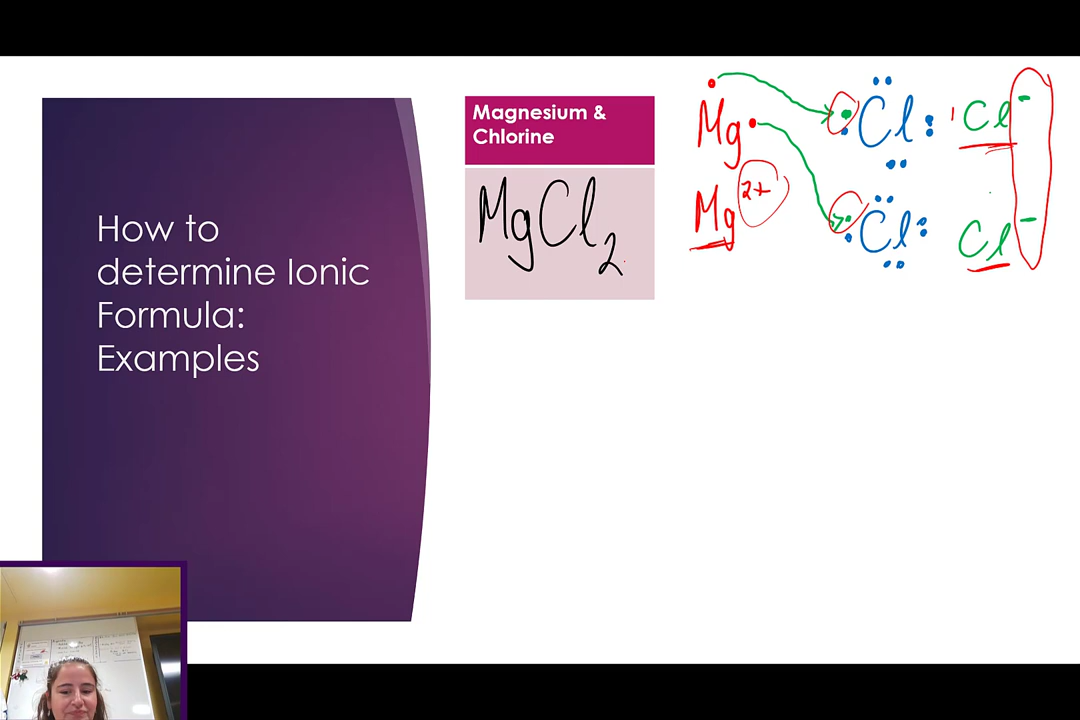 How to
determine Ionic
Formula:
Examples
Magnesium &
Chlorine
MgCl₂
Mg
Cl
Cl⁻
Mg²⁺
Cl
Cl⁻